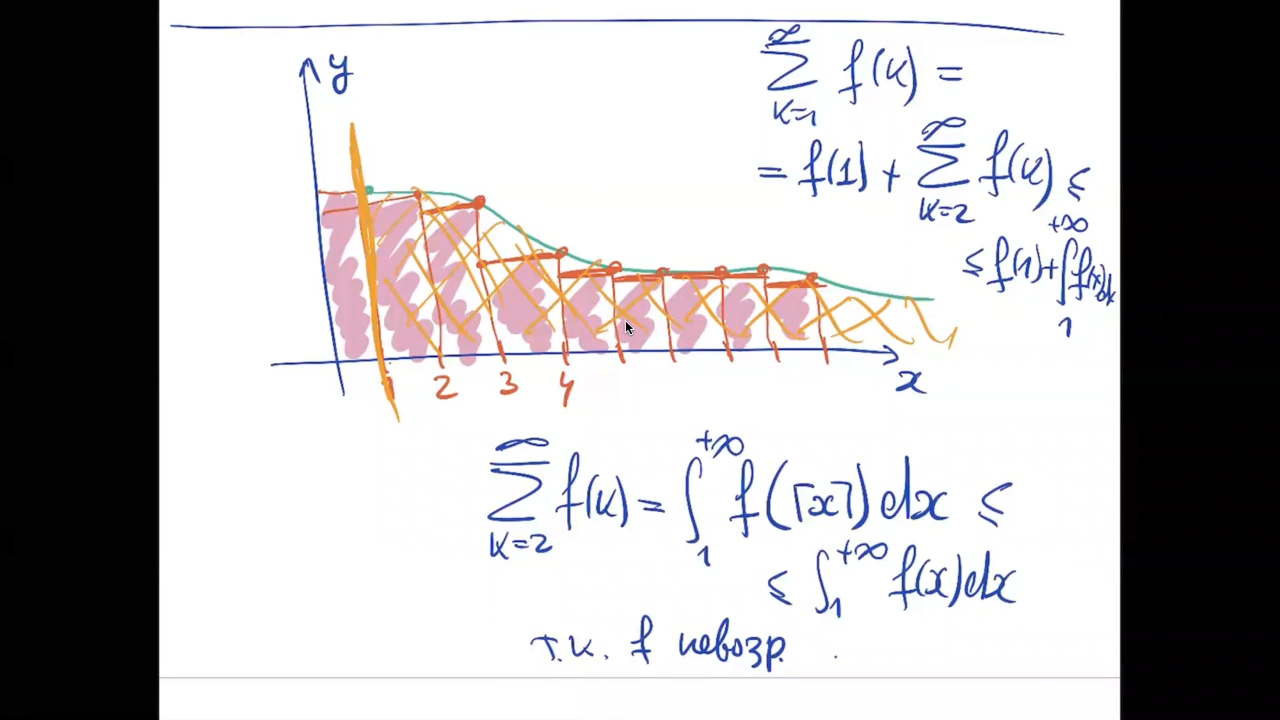 y
∑_{k=1}^{∞} f(k) =
= f(1) + ∑_{k=2}^{∞} f(k) ≤
≤ f(1) + ∫_{1}^{+∞} f(x)dx
1 2 3 4 x
∑_{k=2}^{∞} f(k) = ∫_{1}^{+∞} f(⌈x⌉) dx ≤
≤ ∫_{1}^{+∞} f(x)dx
т.к. f невозр.